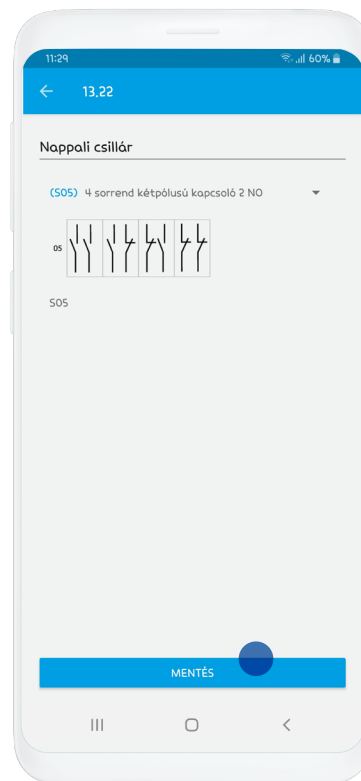 11:29 60%
13.22
Nappali csillár
(S05) 4 sorrend kétpólusú kapcsoló 2 NO
05
S05
MENTÉS